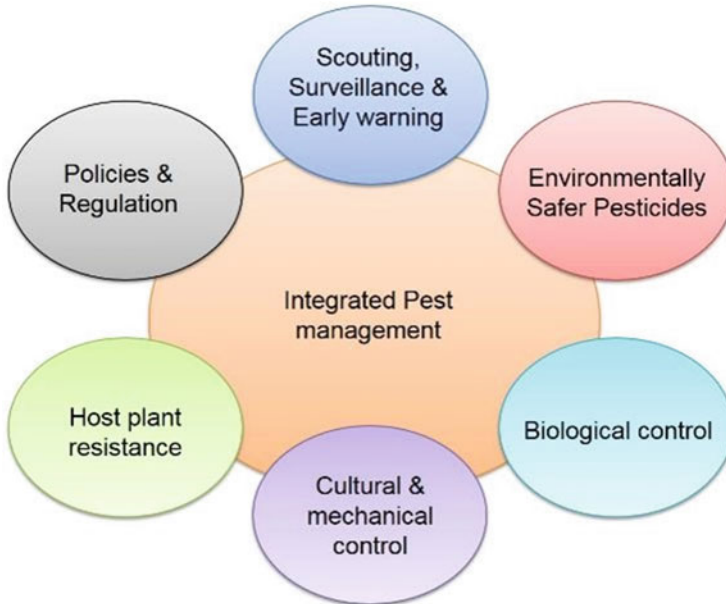 Scouting,
Surveillance &
Early warning
Policies &
Regulation
Environmentally
Safer Pesticides
Integrated Pest
management
Host plant
resistance
Biological control
Cultural &
mechanical
control